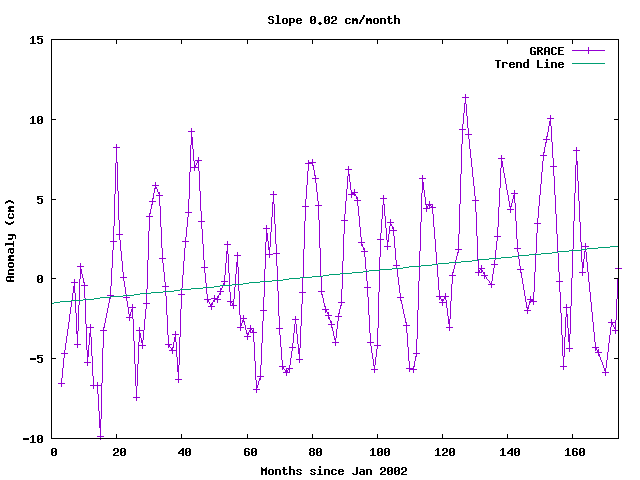 Slope 0.02 cm/month
15
GRACE
Trend Line
10
5
Anomaly (cm)
0
-5
-10
0 20 40 60 80 100 120 140 160
Months since Jan 2002